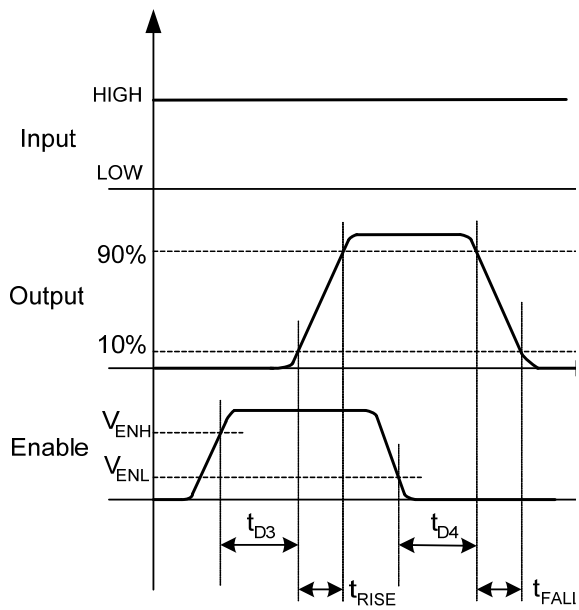 HIGH
Input
LOW
90%
Output
10%
VENH
Enable
VENL
tD3
tD4
tRISE
tFALL